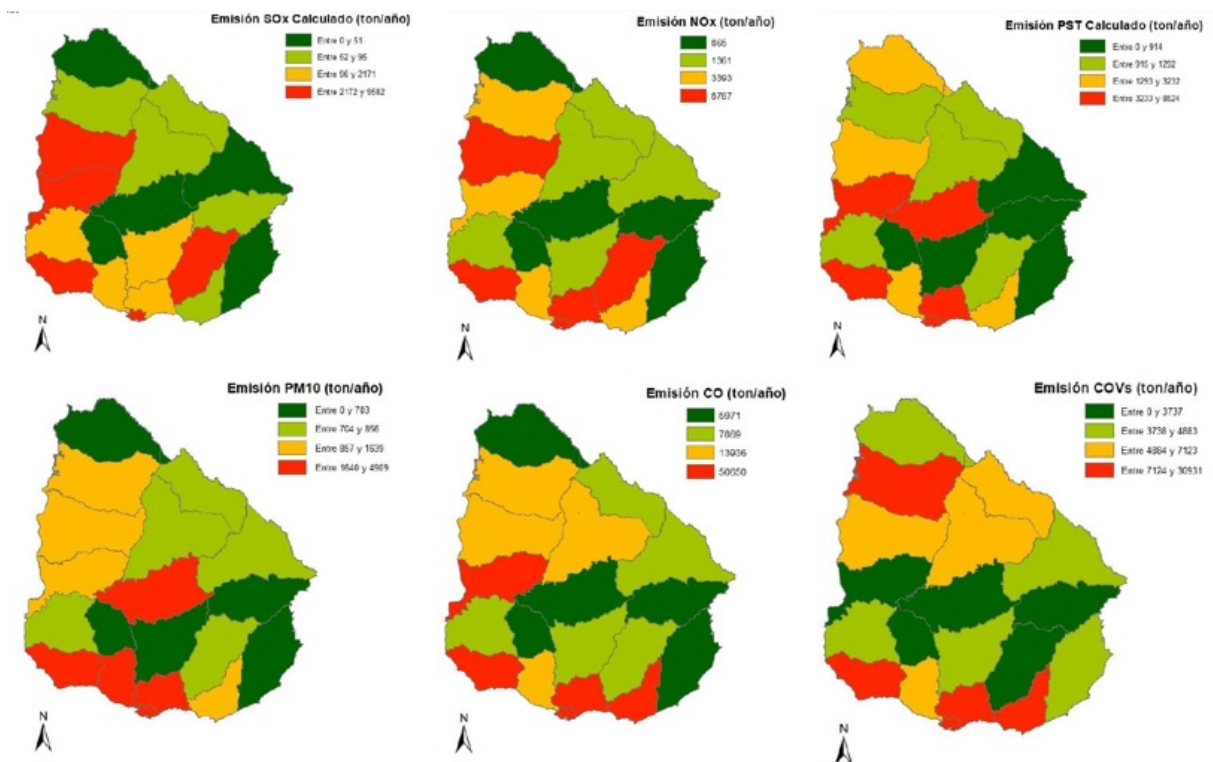 Emisión SOx Calculado (ton/año)
Entre 0 y 51
Entre 52 y 95
Entre 96 y 2171
Entre 2172 y 9582
N
Emisión NOx (ton/año)
865
1361
3393
8767
N
Emisión PST Calculado (ton/año)
Entre 0 y 914
Entre 915 y 1292
Entre 1293 y 3232
Entre 3233 y 8624
N
Emisión PM10 (ton/año)
Entre 0 y 703
Entre 704 y 856
Entre 857 y 1639
Entre 1640 y 4909
N
Emisión CO (ton/año)
5971
7869
13936
50650
N
Emisión COVs (ton/año)
Entre 0 y 3737
Entre 3738 y 4883
Entre 4884 y 7123
Entre 7124 y 30931
N